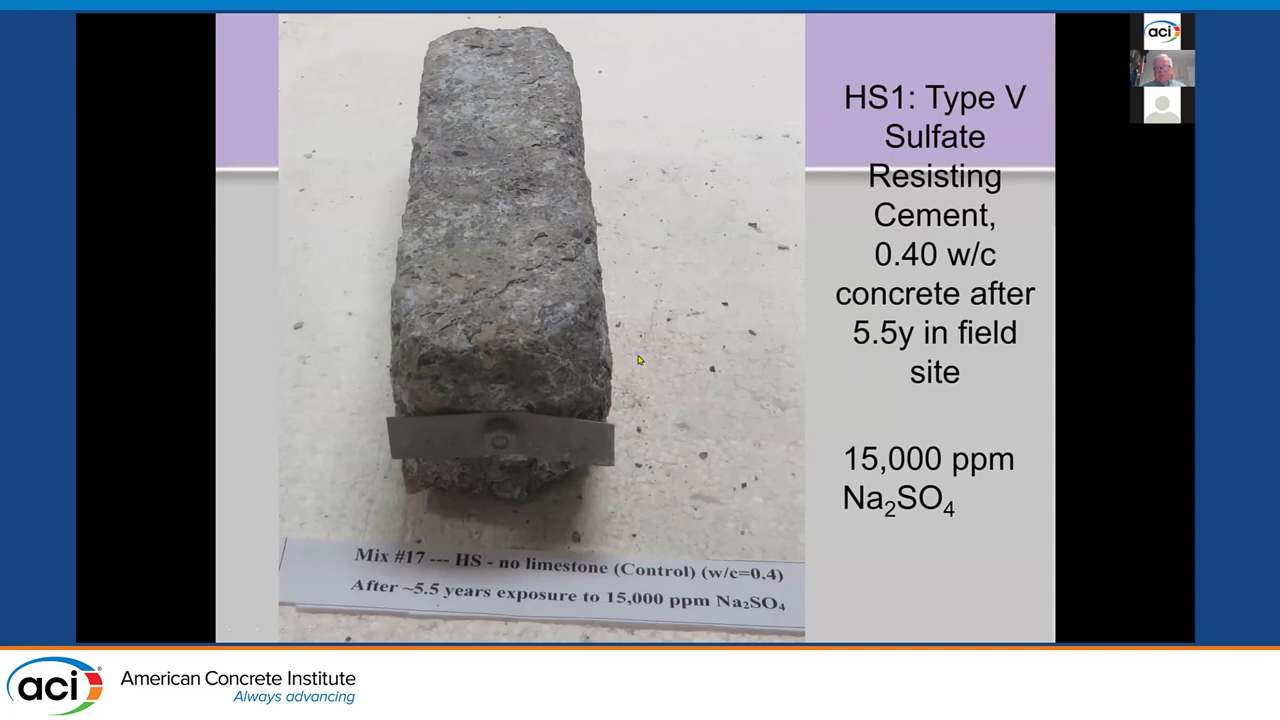 aci
HS1: Type V
Sulfate
Resisting
Cement,
0.40 w/c
concrete after
5.5y in field
site
15,000 ppm
Na₂SO₄
Mix #17 --- HS - no limestone (Control) (w/c=0.4)
After ~5.5 years exposure to 15,000 ppm Na₂SO₄
aci®
American Concrete Institute
Always advancing